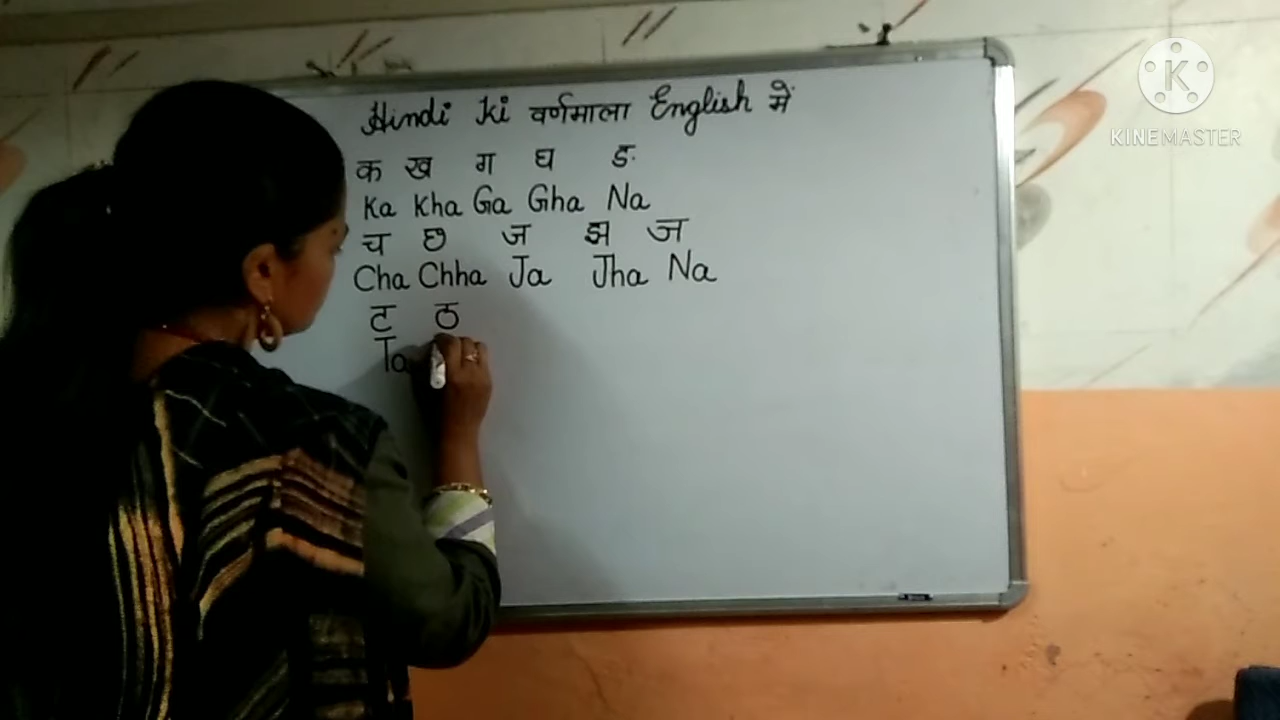 Hindi Ki वर्णमाला English में
क ख ग घ ङ
Ka Kha Ga Gha Na
च छ ज झ ज
Cha Chha Ja Jha Na
ट ठ
Ta
KINEMASTER